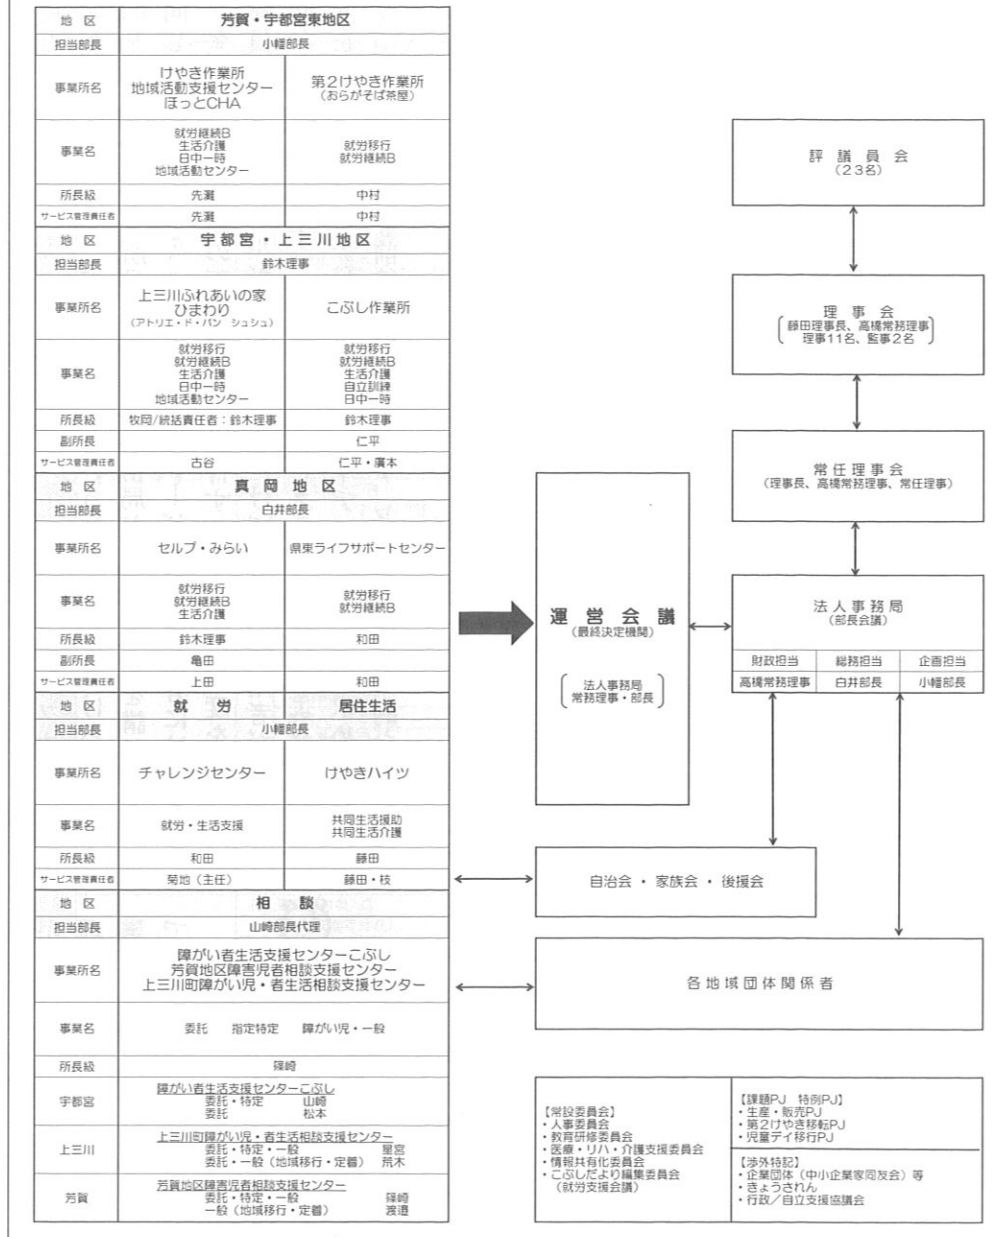 地 区 芳賀・宇都宮東地区
担当部長 小幡部長
事業所名
けやき作業所
地域活動支援センター
ほっとCHA
第2けやき作業所
(おらがそば茶屋)
事業名
就労継続B
生活介護
日中一時
地域活動センター
就労移行
就労継続B
所長級 先灘 中村
サービス管理責任者 先灘 中村
地 区 宇都宮・上三川地区
担当部長 鈴木理事
事業所名
上三川ふれあいの家
ひまわり
(アトリエ・ド・パン シュシュ)
こぶし作業所
事業名
就労移行
就労継続B
生活介護
日中一時
地域活動センター
就労移行
就労継続B
生活介護
自立訓練
日中一時
所長級 牧岡/統括責任者:鈴木理事 鈴木理事
副所長 仁平
サービス管理責任者 古谷 仁平・廣本
地 区 真岡地区
担当部長 白井部長
事業所名 セルプ・みらい 県東ライフサポートセンター
事業名
就労移行
就労継続B
生活介護
就労移行
就労継続B
所長級 鈴木理事 和田
副所長 亀田
サービス管理責任者 上田 和田
地 区 就 労 居住生活
担当部長 小幡部長
事業所名 チャレンジセンター けやきハイツ
事業名 就労・生活支援
共同生活援助
共同生活介護
所長級 和田 藤田
サービス管理責任者 菊地(主任) 藤田・枝
地 区 相 談
担当部長 山崎部長代理
事業所名
障がい者生活支援センターこぶし
芳賀地区障害児者相談支援センター
上三川町障がい児・者生活相談支援センター
事業名 委託 指定特定 障がい児・一般
所長級 篠崎
宇都宮
障がい者生活支援センターこぶし
委託・特定 山崎
委託 松本
上三川
上三川町障がい児・者生活相談支援センター
委託・特定・一般 星宮
委託・一般(地域移行・定着) 荒木
芳賀
芳賀地区障害児者相談支援センター
委託・特定・一般 篠崎
一般(地域移行・定着) 渡邉
評議員会
(23名)
理事会
藤田理事長、高橋常務理事
理事11名、監事2名
常任理事会
(理事長、高橋常務理事、常任理事)
法人事務局
(部長会議)
財政担当 総務担当 企画担当
高橋常務理事 白井部長 小幡部長
運営会議
(最終決定機関)
法人事務局
常務理事・部長
自治会・家族会・後援会
各地域団体関係者
【常設委員会】
・人事委員会
・教育研修委員会
・医療・リハ・介護支援委員会
・情報共有化委員会
・こぶしだより編集委員会
(就労支援会議)
【課題PJ 特例PJ】
・生産・販売PJ
・第2けやき移転PJ
・児童デイ移行PJ
【渉外特記】
・企業団体(中小企業家同友会)等
・きょうされん
・行政/自立支援協議会